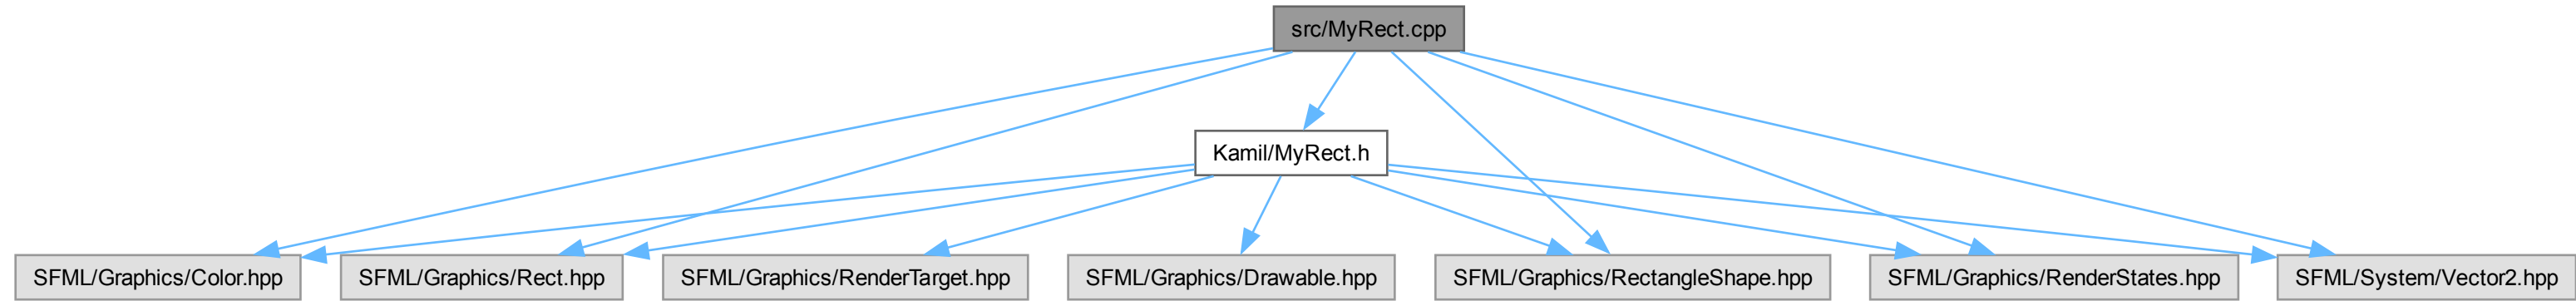 src/MyRect.cpp
Kamil/MyRect.h
SFML/Graphics/Color.hpp
SFML/Graphics/Rect.hpp
SFML/Graphics/RenderTarget.hpp
SFML/Graphics/Drawable.hpp
SFML/Graphics/RectangleShape.hpp
SFML/Graphics/RenderStates.hpp
SFML/System/Vector2.hpp